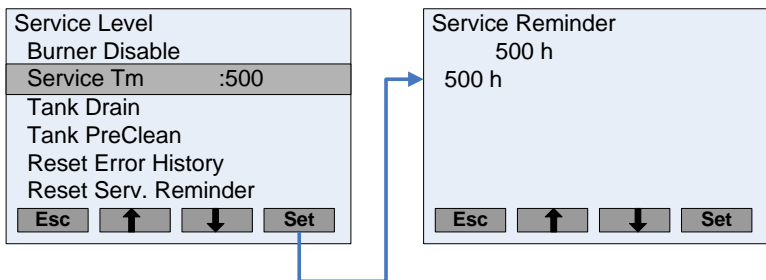 Service Level
Burner Disable
Service Tm :500
Tank Drain
Tank PreClean
Reset Error History
Reset Serv. Reminder
Esc Set
Service Reminder
500 h
500 h
Esc Set